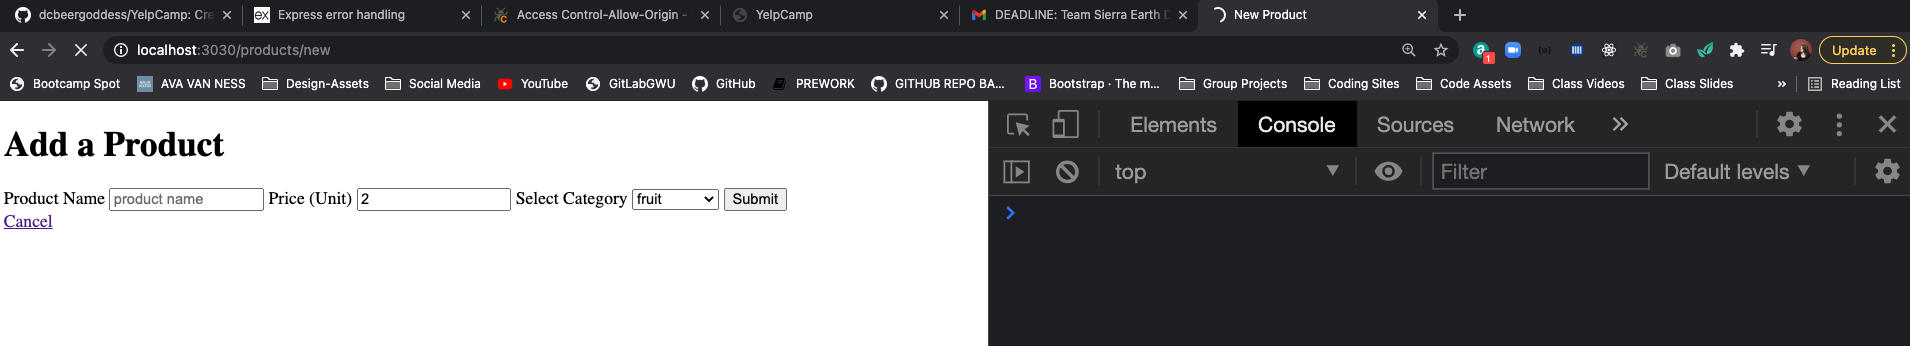 dcbeergoddess/YelpCamp: Cre
Express error handling
Access Control-Allow-Origin -
YelpCamp
DEADLINE: Team Sierra Earth D
New Product
localhost:3030/products/new
1
Update
Bootcamp Spot
AVA VAN NESS
Design-Assets
Social Media
YouTube
GitLabGWU
GitHub
PREWORK
GITHUB REPO BA...
B
Bootstrap · The m...
Group Projects
Coding Sites
Code Assets
Class Videos
Class Slides
»
Reading List
Add a Product
Product Name product name Price (Unit) 2 Select Category fruit Submit
Cancel
Elements Console Sources Network »
top Filter Default levels